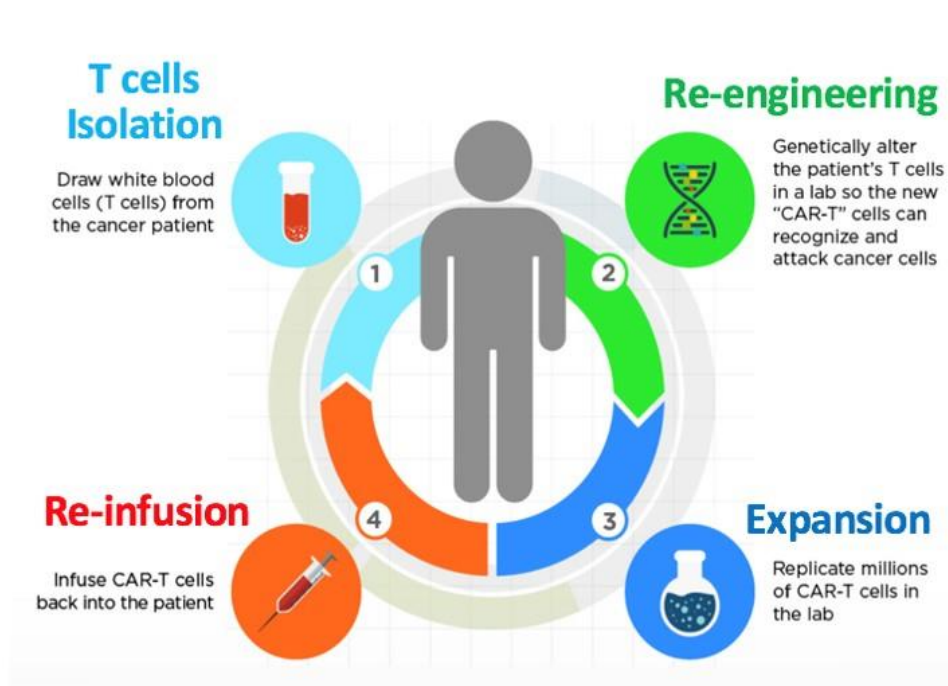 T cells
Isolation
Draw white blood
cells (T cells) from
the cancer patient
1
Re-engineering
Genetically alter
the patient's T cells
in a lab so the new
“CAR-T” cells can
recognize and
attack cancer cells
2
Expansion
Replicate millions
of CAR-T cells in
the lab
3
Re-infusion
Infuse CAR-T cells
back into the patient
4